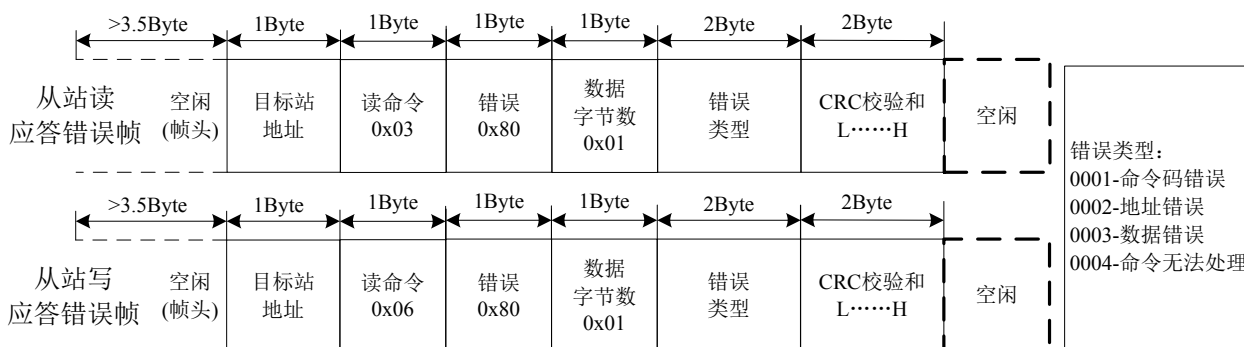 >3.5Byte 1Byte 1Byte 1Byte 1Byte 2Byte 2Byte
从站读
应答错误帧
空闲
(帧头)
目标站
地址
读命令
0x03
错误
0x80
数据
字节数
0x01
错误
类型
CRC校验和
L……H
空闲
>3.5Byte 1Byte 1Byte 1Byte 1Byte 2Byte 2Byte
从站写
应答错误帧
空闲
(帧头)
目标站
地址
读命令
0x06
错误
0x80
数据
字节数
0x01
错误
类型
CRC校验和
L……H
空闲
错误类型：
0001-命令码错误
0002-地址错误
0003-数据错误
0004-命令无法处理